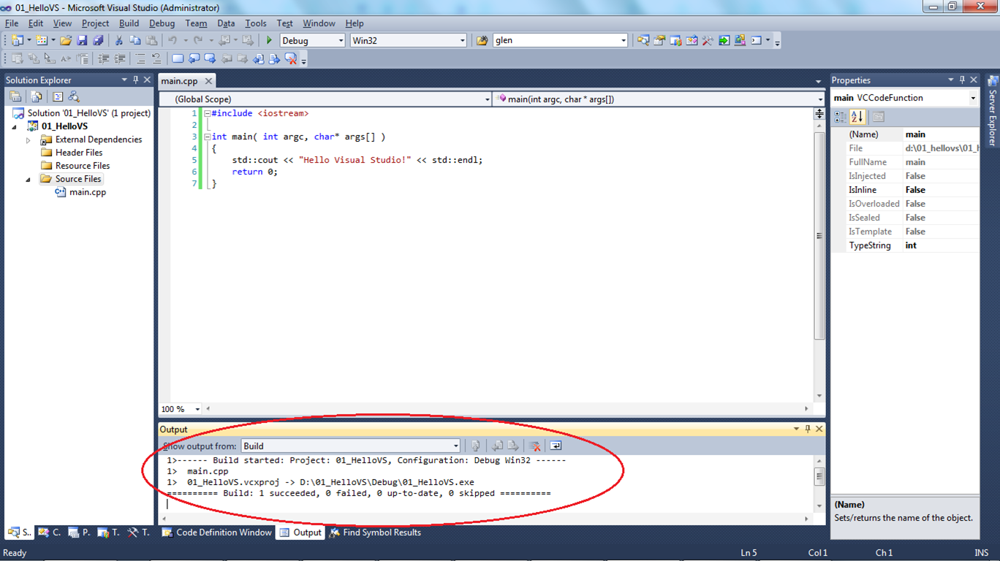 01_HelloVS - Microsoft Visual Studio (Administrator)
File Edit View Project Build Debug Team Data Tools Test Window Help
Debug Win32 glen
Solution Explorer
Solution '01_HelloVS' (1 project)
01_HelloVS
External Dependencies
Header Files
Resource Files
Source Files
main.cpp
main.cpp
(Global Scope) main(int argc, char * args[])
1 #include <iostream>
2
3 int main( int argc, char* args[] )
4 {
5 std::cout << "Hello Visual Studio!" << std::endl;
6 return 0;
7 }
100 %
Output
Show output from: Build
1>------ Build started: Project: 01_HelloVS, Configuration: Debug Win32 ------
1> main.cpp
1> 01_HelloVS.vcxproj -> D:\01_HelloVS\Debug\01_HelloVS.exe
========== Build: 1 succeeded, 0 failed, 0 up-to-date, 0 skipped ==========
Properties
main VCCodeFunction
(Name) main
File d:\01_hellovs\01_h
FullName main
IsInjected False
IsInline False
IsOverloaded False
IsSealed False
IsTemplate False
TypeString int
(Name)
Sets/returns the name of the object.
Server Explorer
S.. C. P. T. T. Code Definition Window Output Find Symbol Results
Ready Ln 5 Col 1 Ch 1 INS